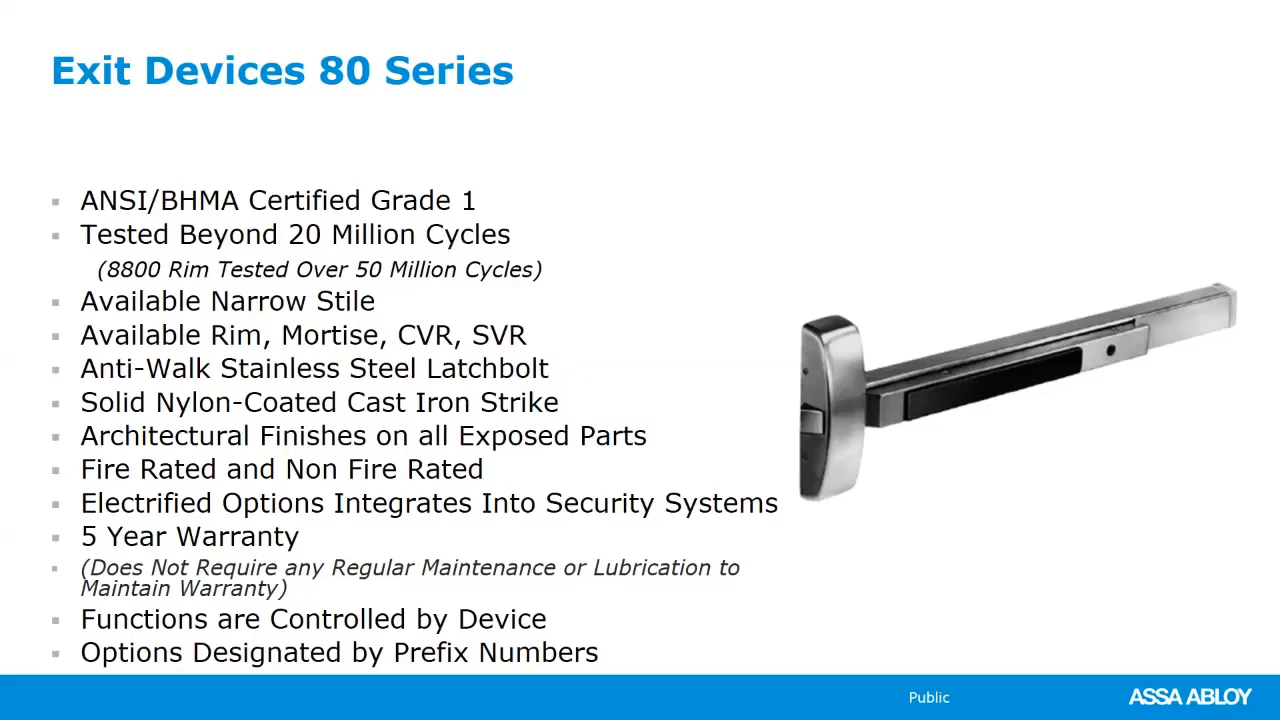 Exit Devices 80 Series
ANSI/BHMA Certified Grade 1
Tested Beyond 20 Million Cycles
(8800 Rim Tested Over 50 Million Cycles)
Available Narrow Stile
Available Rim, Mortise, CVR, SVR
Anti-Walk Stainless Steel Latchbolt
Solid Nylon-Coated Cast Iron Strike
Architectural Finishes on all Exposed Parts
Fire Rated and Non Fire Rated
Electrified Options Integrates Into Security Systems
5 Year Warranty
(Does Not Require any Regular Maintenance or Lubrication to
Maintain Warranty)
Functions are Controlled by Device
Options Designated by Prefix Numbers
Public
ASSA ABLOY